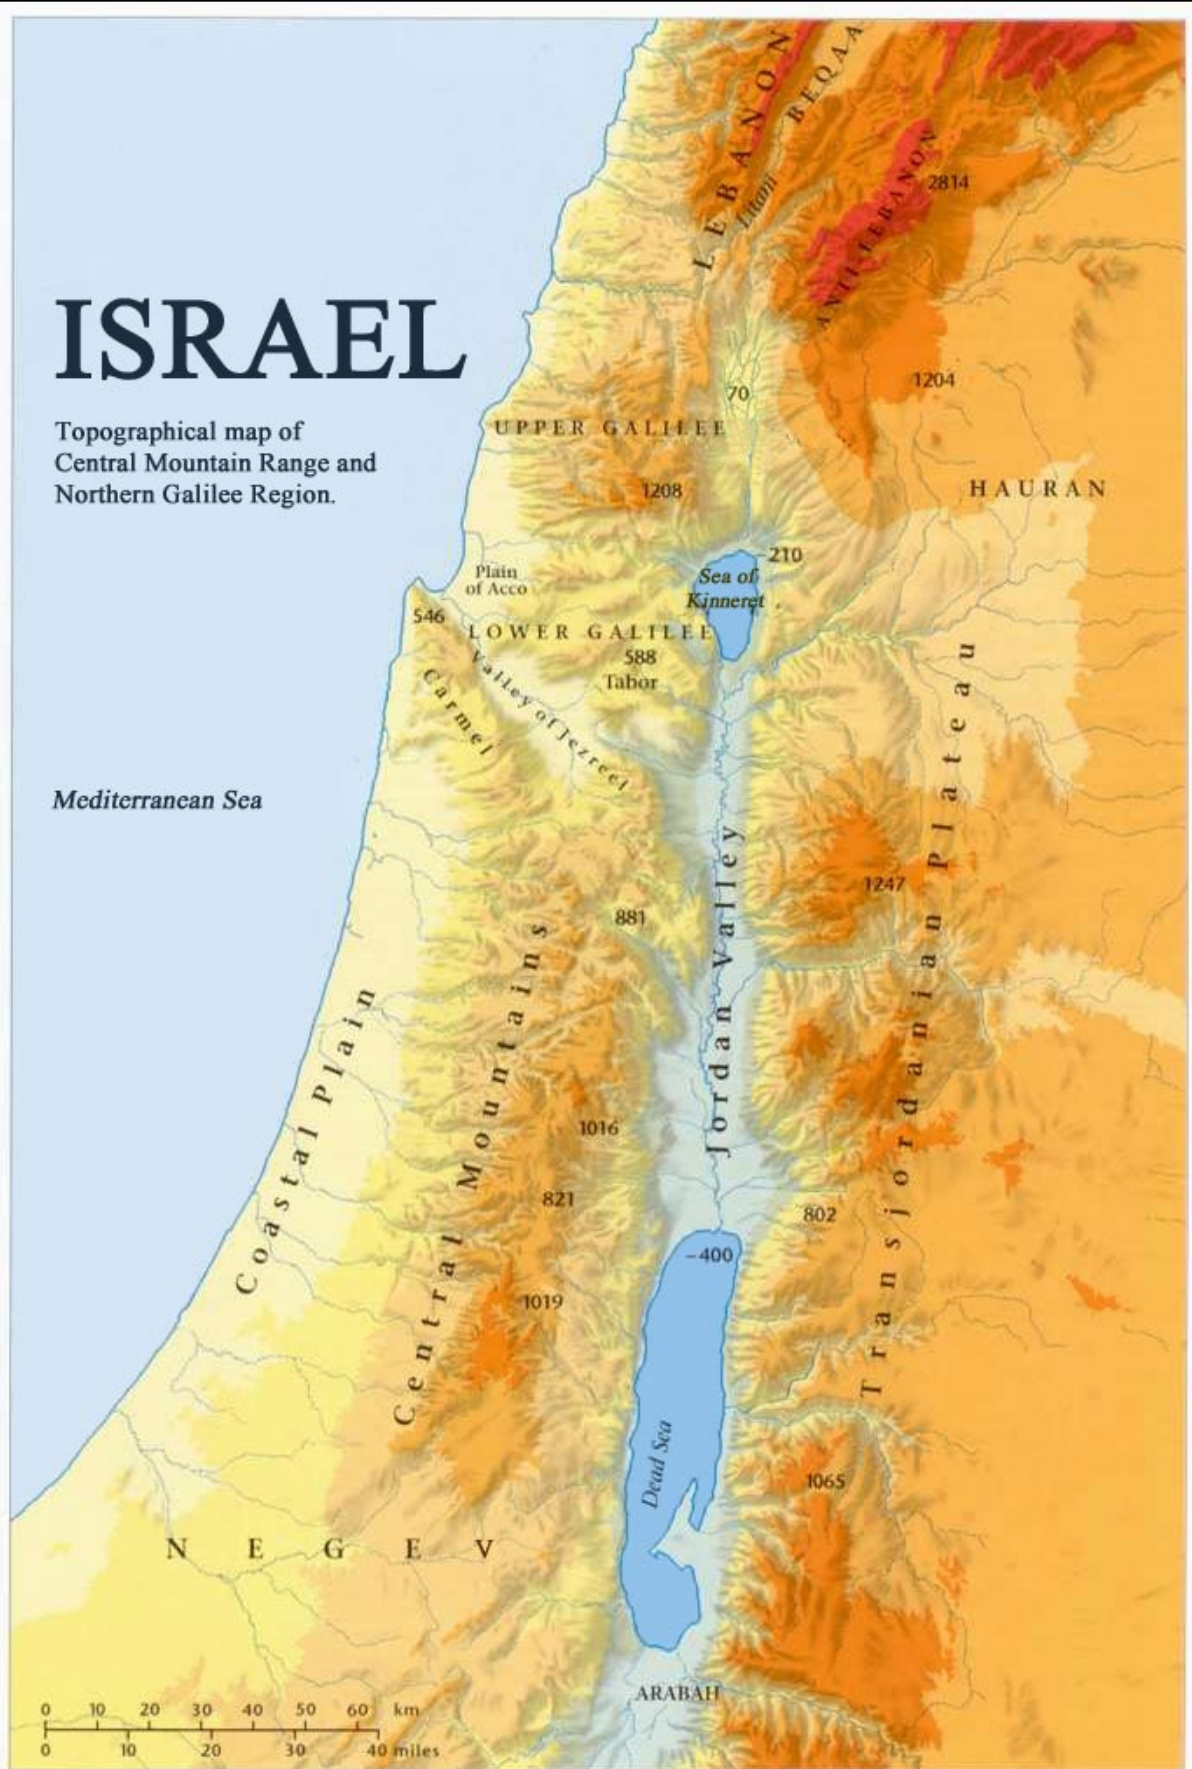 LEBANON
BEQAA
Litani
ANTI-LEBANON
2814
ISRAEL
Topographical map of
Central Mountain Range and
Northern Galilee Region.
1204
70
UPPER GALILEE
1208
HAURAN
210
Sea of
Kinneret
Plain
of Acco
546
LOWER GALILEE
588
Tabor
Valley of Jezreel
Carmel
Mediterranean Sea
Transjordanian Plateau
1247
Jordan Valley
881
Central Mountains
Coastal Plain
1016
821
802
-400
1019
Dead Sea
1065
NEGEV
ARABAH
0 10 20 30 40 50 60 km
0 10 20 30 40 miles